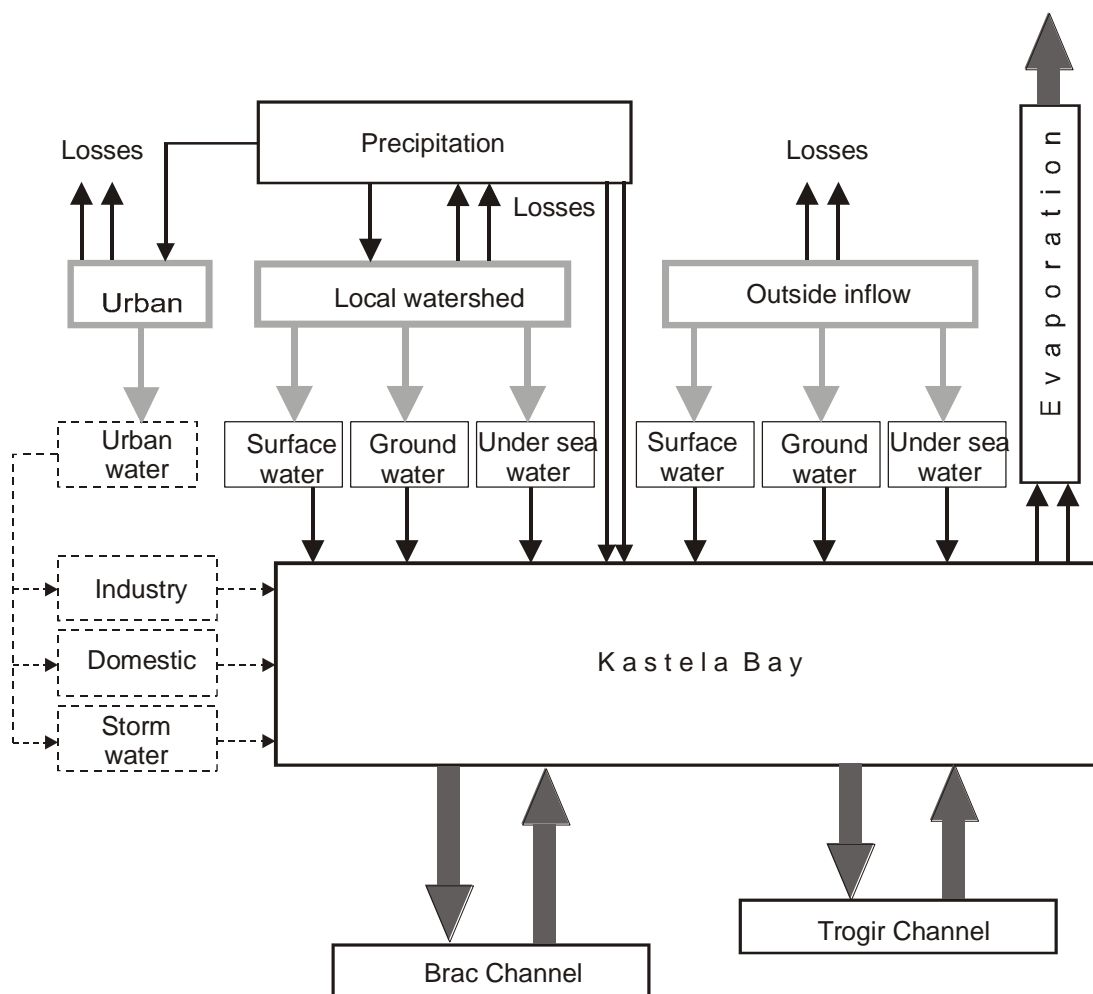 Precipitation
Losses
Losses
Losses
Urban
Local watershed
Outside inflow
Evaporation
Urban
water
Surface
water
Ground
water
Under sea
water
Surface
water
Ground
water
Under sea
water
Industry
Domestic
Storm
water
Kastela Bay
Trogir Channel
Brac Channel